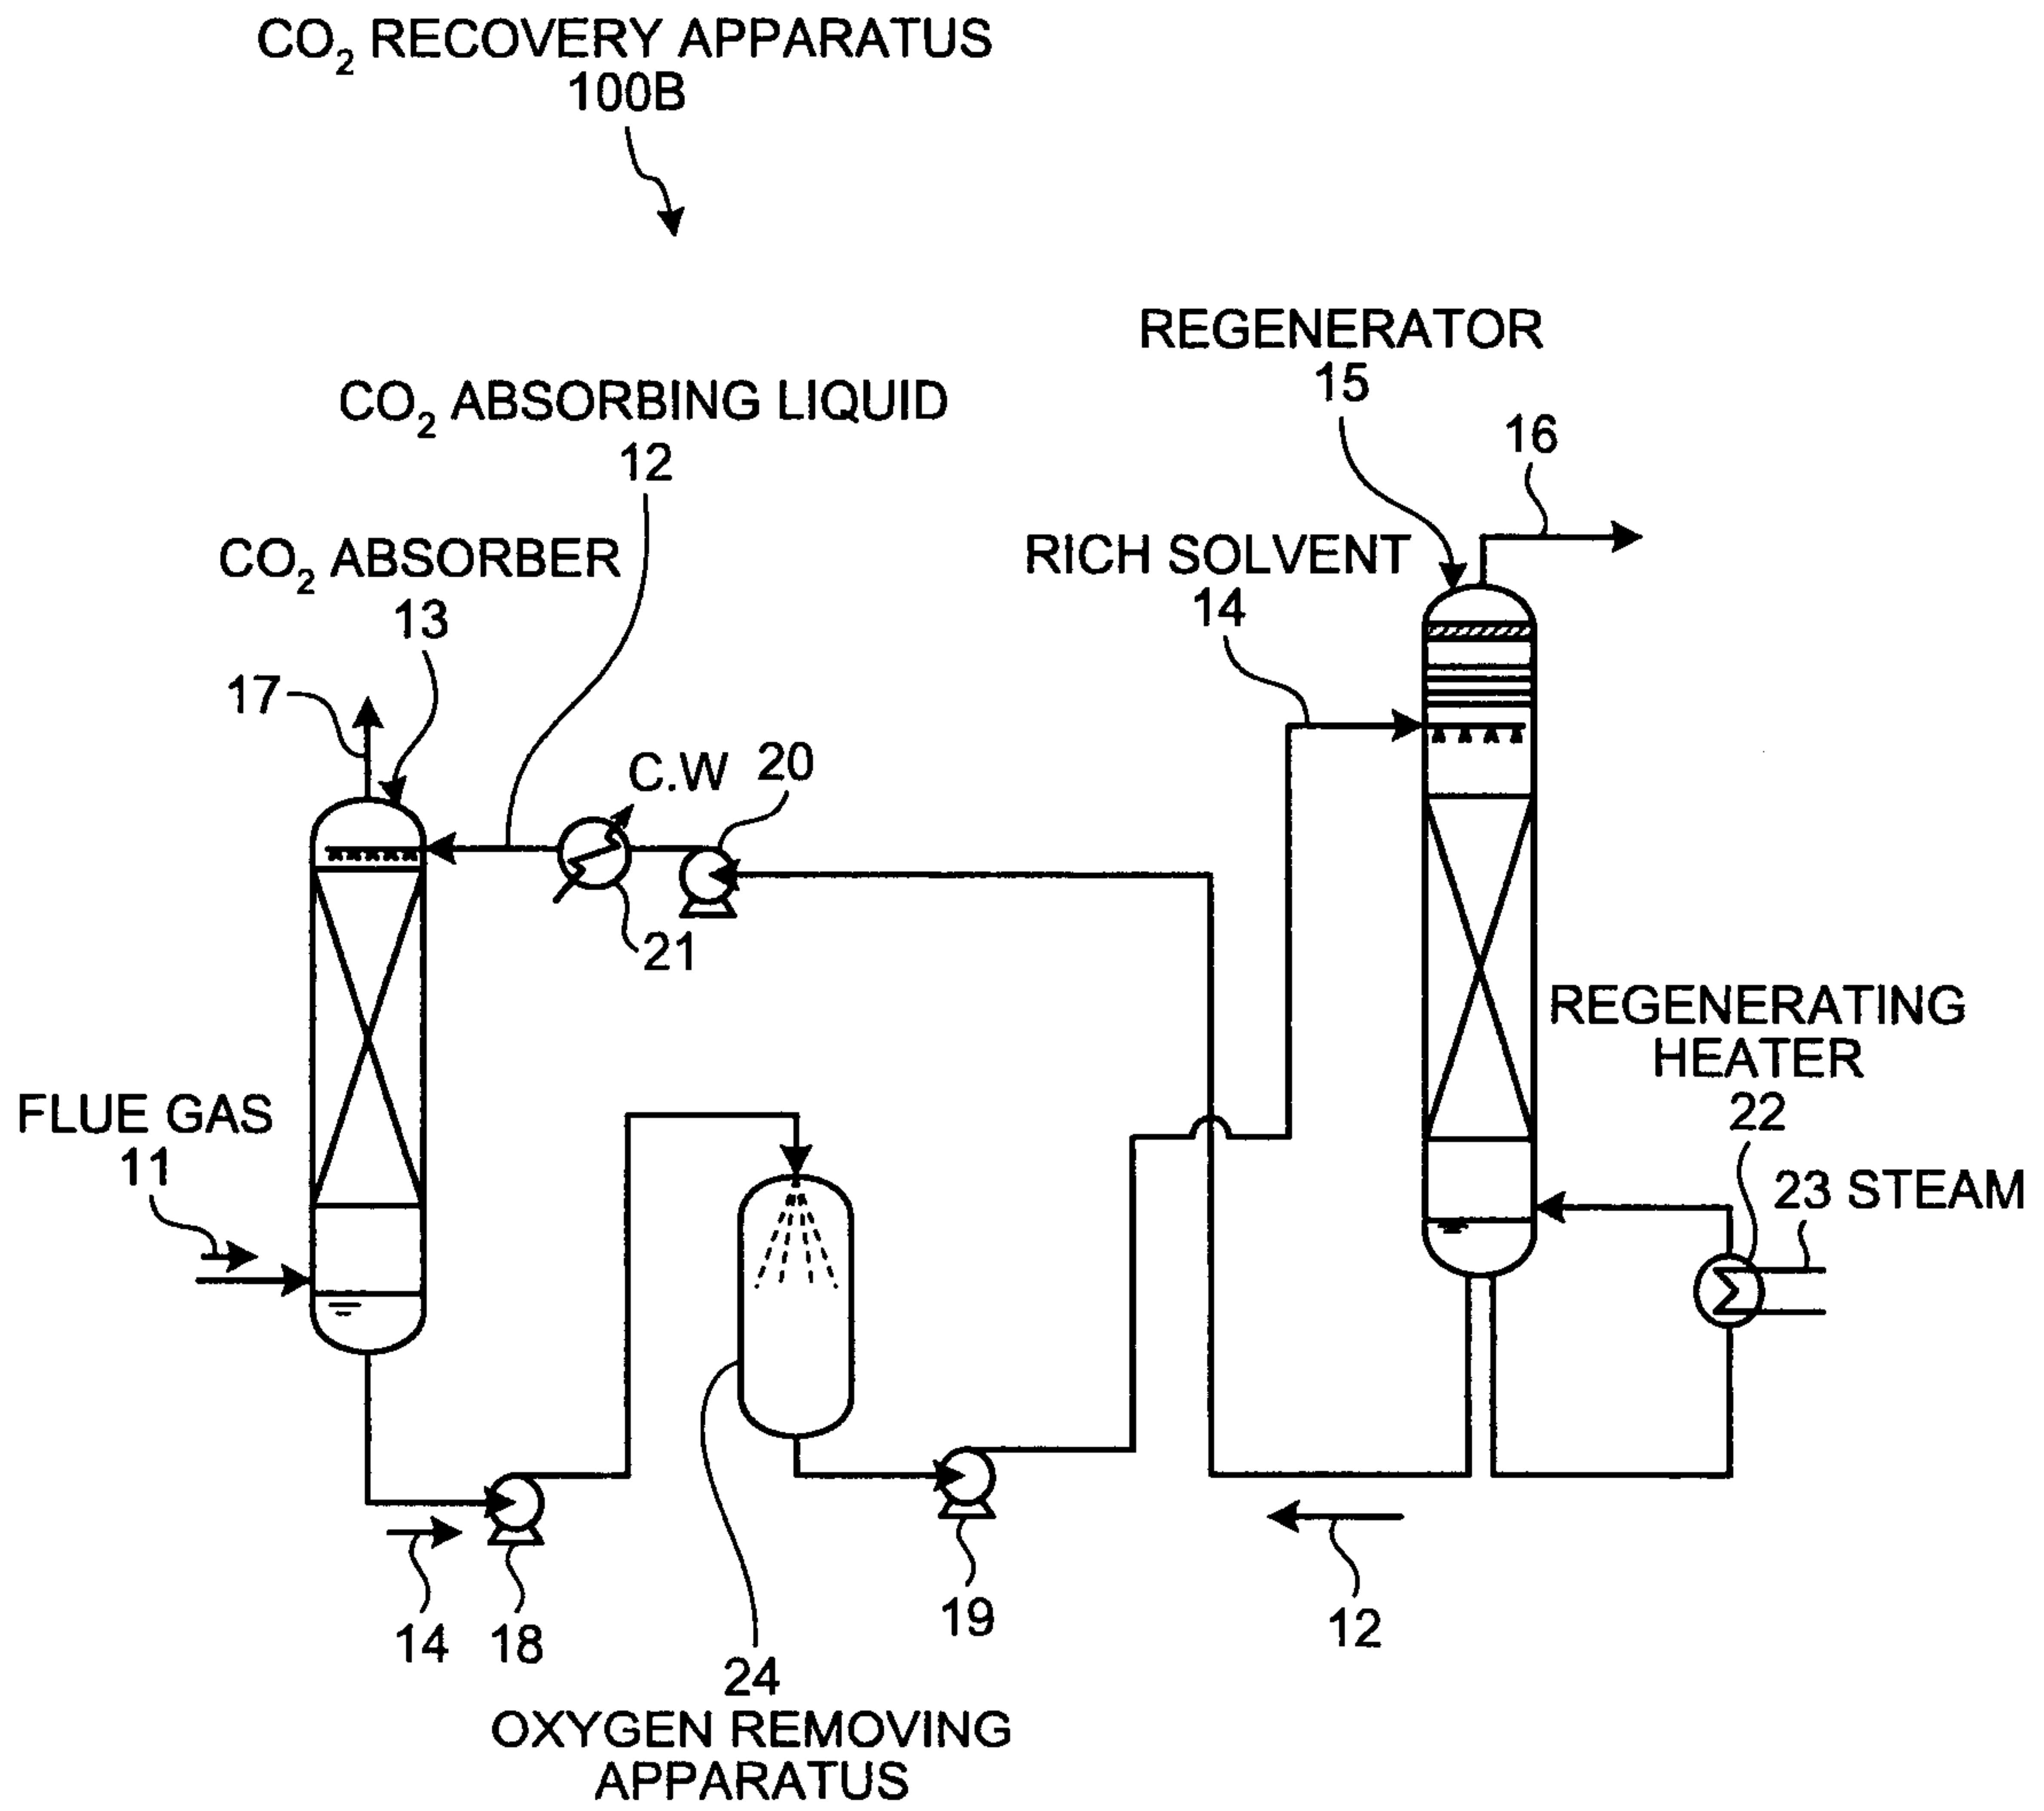 CO₂ RECOVERY APPARATUS
100B
REGENERATOR
15
CO₂ ABSORBING LIQUID
12
16
CO₂ ABSORBER
13
RICH SOLVENT
14
17
C.W
20
21
REGENERATING
HEATER
22
FLUE GAS
11
23 STEAM
14
18
19
12
24
OXYGEN REMOVING
APPARATUS